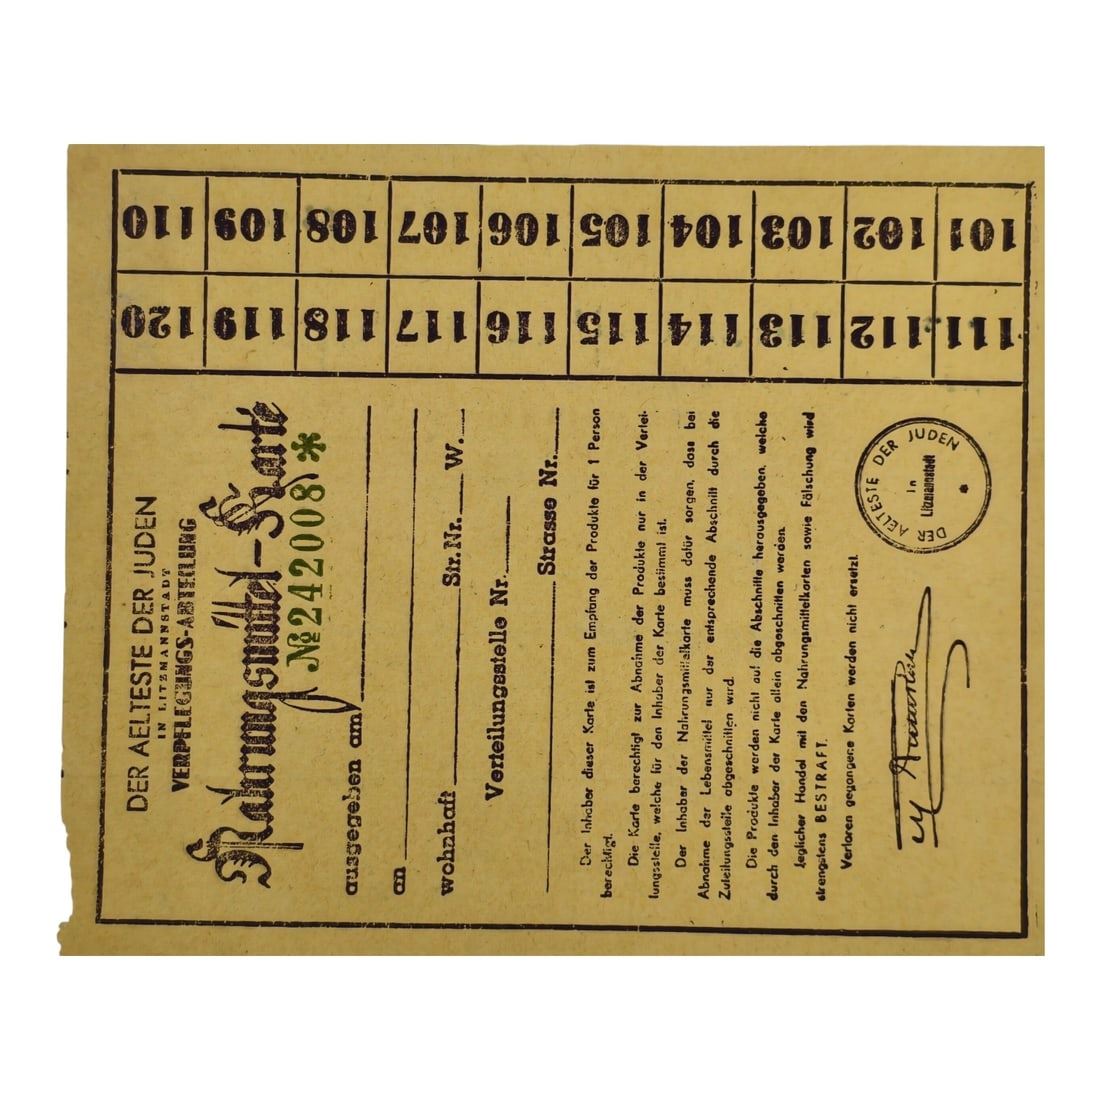 DER AELTESTE DER JUDEN
IN LITZMANNSTADT
VERPFLEGUNGS-ABTEILUNG
Nahrungsmittel-Karte
№ 242008 *
ausgegeben am
an
wohnhaft Str. Nr. W.
Verteilungsstelle Nr.
Strasse Nr.
Der Inhaber dieser Karte ist zum Empfang der Produkte für 1 Person
berechtigt.
Die Karte berechtigt zur Abnahme der Produkte nur in der Vertei-
lungsstelle, welche für den Inhaber der Karte bestimmt ist.
Der Inhaber der Nahrungsmittelkarte muss dafür sorgen, dass bei
Abnahme der Lebensmittel nur der entsprechende Abschnitt durch die
Zuteilungsstelle abgeschnitten wird.
Die Produkte werden nicht auf die Abschnitte herausgegeben, welche
durch den Inhaber der Karte allein abgeschnitten werden.
Jeglicher Handel mit den Nahrungsmittelkarten sowie Fälschung wird
strengstens BESTRAFT.
Verloren gegangene Karten werden nicht ersetzt.
DER AELTESTE DER JUDEN
in
Litzmannstadt
*
101 111
102 112
103 113
104 114
105 115
106 116
107 117
108 118
109 119
110 120